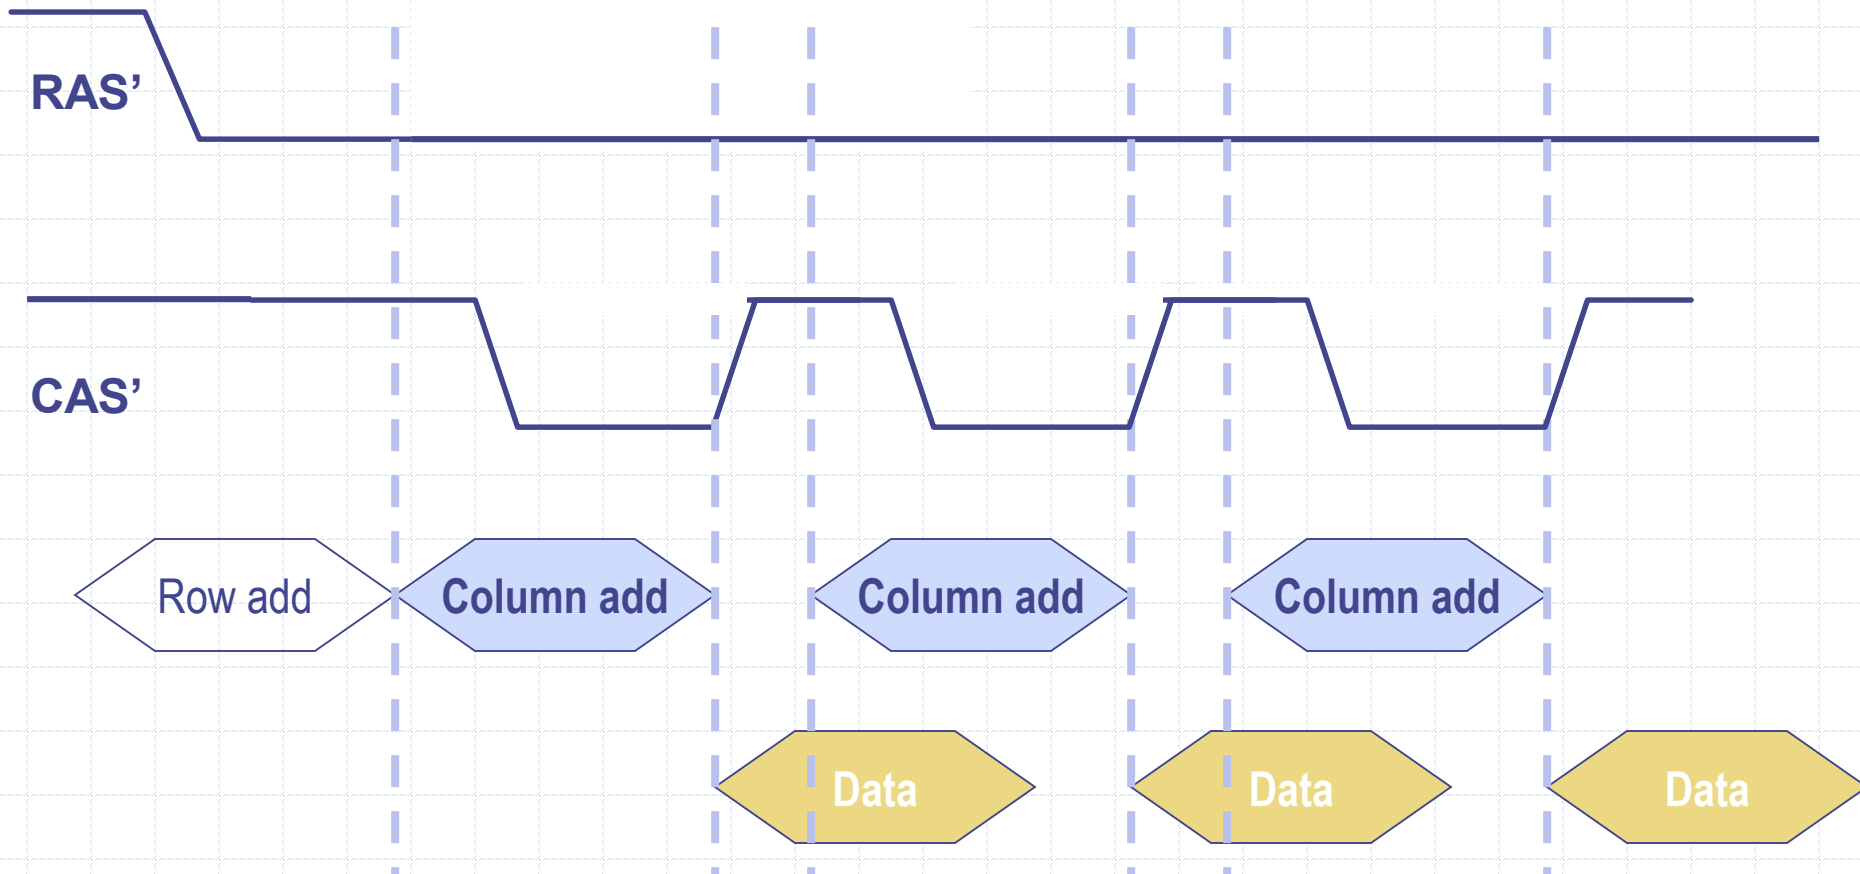 RAS’
CAS’
Row add
Column add
Column add
Column add
Data
Data
Data